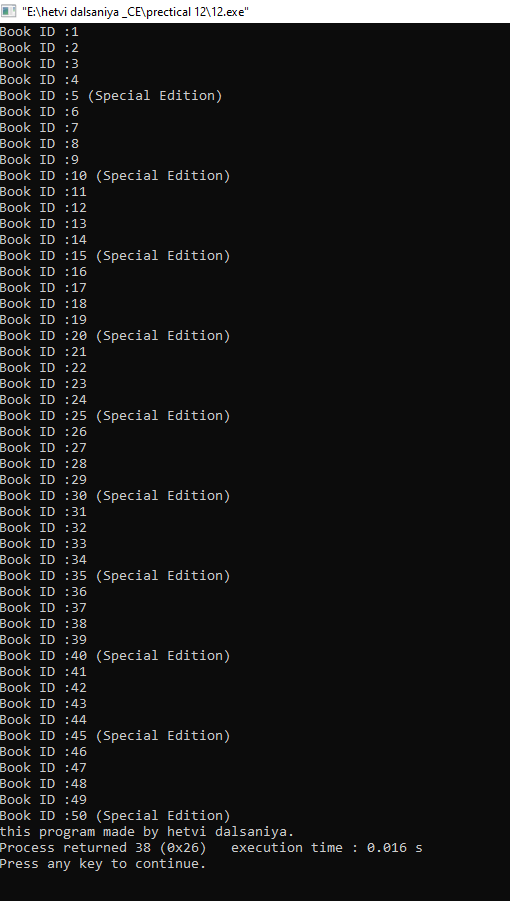 "E:\hetvi dalsaniya _CE\prectical 12\12.exe"
Book ID :1
Book ID :2
Book ID :3
Book ID :4
Book ID :5 (Special Edition)
Book ID :6
Book ID :7
Book ID :8
Book ID :9
Book ID :10 (Special Edition)
Book ID :11
Book ID :12
Book ID :13
Book ID :14
Book ID :15 (Special Edition)
Book ID :16
Book ID :17
Book ID :18
Book ID :19
Book ID :20 (Special Edition)
Book ID :21
Book ID :22
Book ID :23
Book ID :24
Book ID :25 (Special Edition)
Book ID :26
Book ID :27
Book ID :28
Book ID :29
Book ID :30 (Special Edition)
Book ID :31
Book ID :32
Book ID :33
Book ID :34
Book ID :35 (Special Edition)
Book ID :36
Book ID :37
Book ID :38
Book ID :39
Book ID :40 (Special Edition)
Book ID :41
Book ID :42
Book ID :43
Book ID :44
Book ID :45 (Special Edition)
Book ID :46
Book ID :47
Book ID :48
Book ID :49
Book ID :50 (Special Edition)
this program made by hetvi dalsaniya.
Process returned 38 (0x26)   execution time : 0.016 s
Press any key to continue.